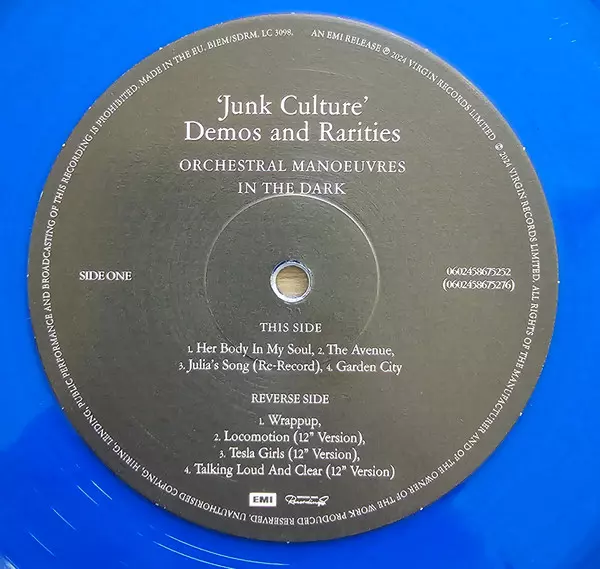 AN EMI RELEASE ℗ 2024 VIRGIN RECORDS LIMITED. © 2024 VIRGIN RECORDS LIMITED. ALL RIGHTS OF THE MANUFACTURER AND OF THE OWNER OF THE WORK PRODUCED RESERVED. UNAUTHORISED COPYING, HIRING, LENDING, PUBLIC PERFORMANCE AND BROADCASTING OF THIS RECORDING IS PROHIBITED. MADE IN THE EU. BIEM/SDRM. LC 3098.
'Junk Culture'
Demos and Rarities
ORCHESTRAL MANOEUVRES
IN THE DARK
SIDE ONE
0602458675252
(0602458675276)
THIS SIDE
1. Her Body In My Soul, 2. The Avenue,
3. Julia's Song (Re-Record), 4. Garden City
REVERSE SIDE
1. Wrappup,
2. Locomotion (12" Version),
3. Tesla Girls (12" Version),
4. Talking Loud And Clear (12" Version)
EMI
Recordings